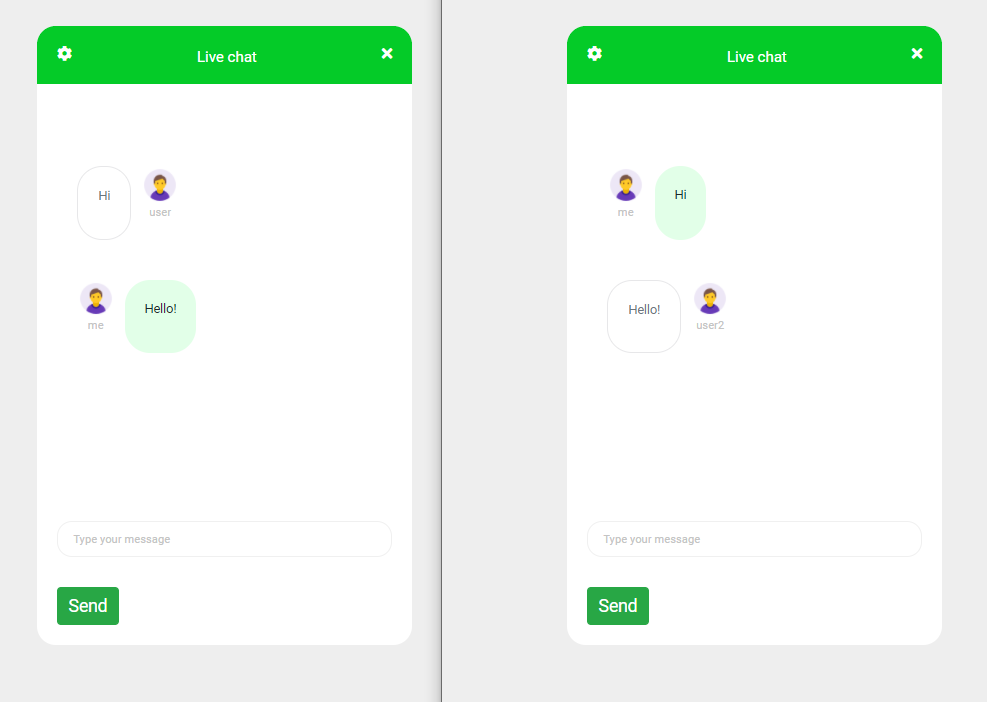 Live chat
Hi
user
Hello!
me
Type your message
Send
Live chat
Hi
me
Hello!
user2
Type your message
Send